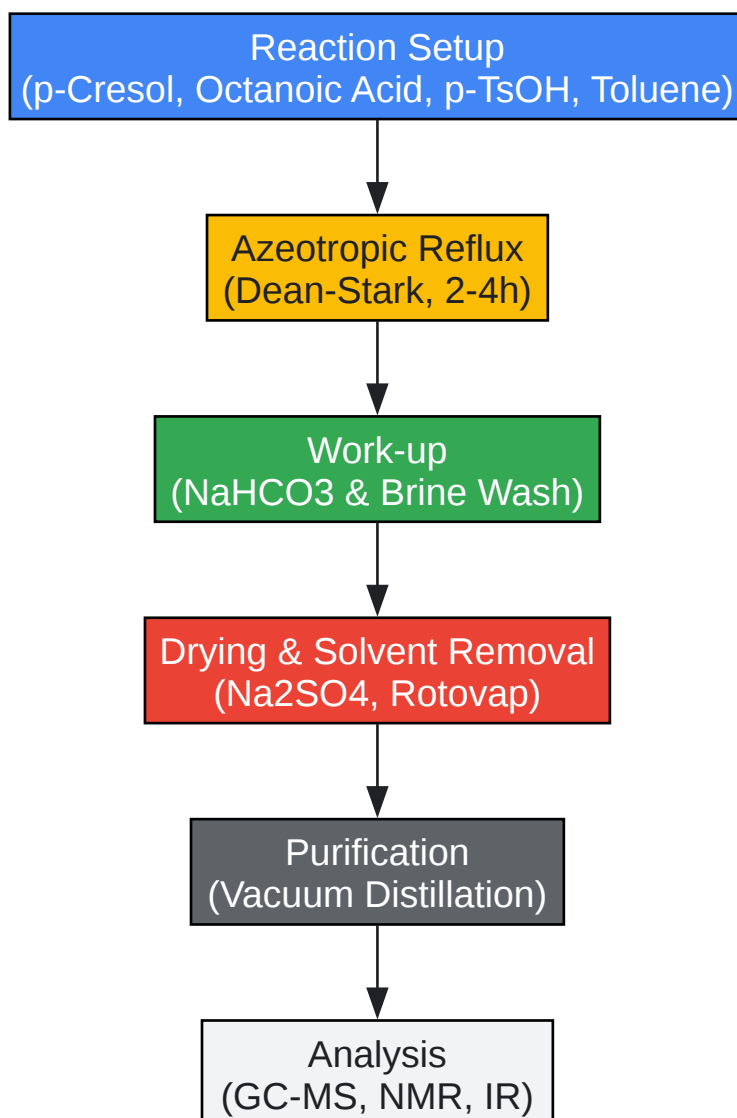 Reaction Setup
(p-Cresol, Octanoic Acid, p-TsOH, Toluene)
Azeotropic Reflux
(Dean-Stark, 2-4h)
Work-up
(NaHCO3 & Brine Wash)
Drying & Solvent Removal
(Na2SO4, Rotovap)
Purification
(Vacuum Distillation)
Analysis
(GC-MS, NMR, IR)